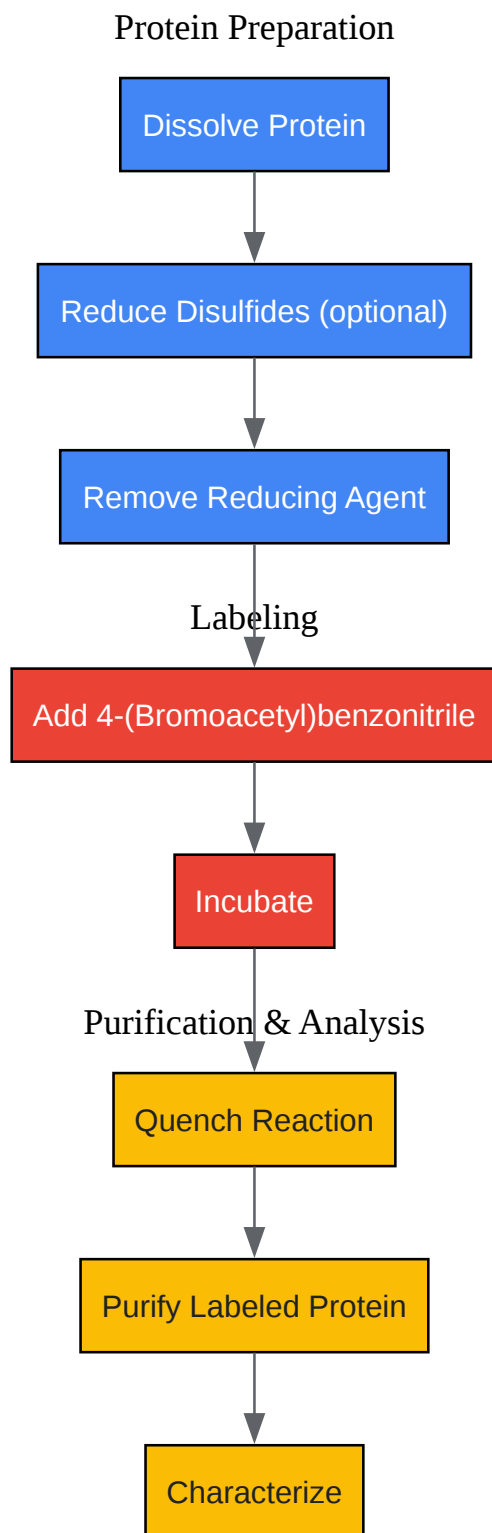 Protein Preparation
Dissolve Protein
Reduce Disulfides (optional)
Remove Reducing Agent
Labeling
Add 4-(Bromoacetyl)benzonitrile
Incubate
Purification & Analysis
Quench Reaction
Purify Labeled Protein
Characterize